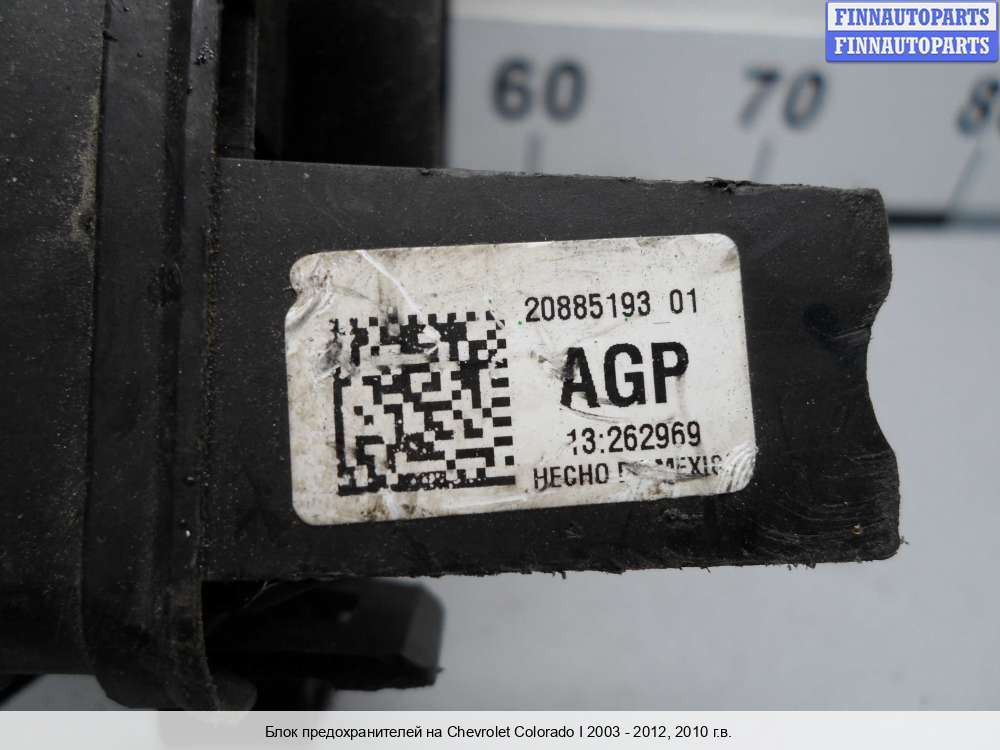 FINNAUTOPARTS
FINNAUTOPARTS
60 70
20885193 01
AGP
13:262969
HECHO
Блок предохранителей на Chevrolet Colorado I 2003 - 2012, 2010 г.в.